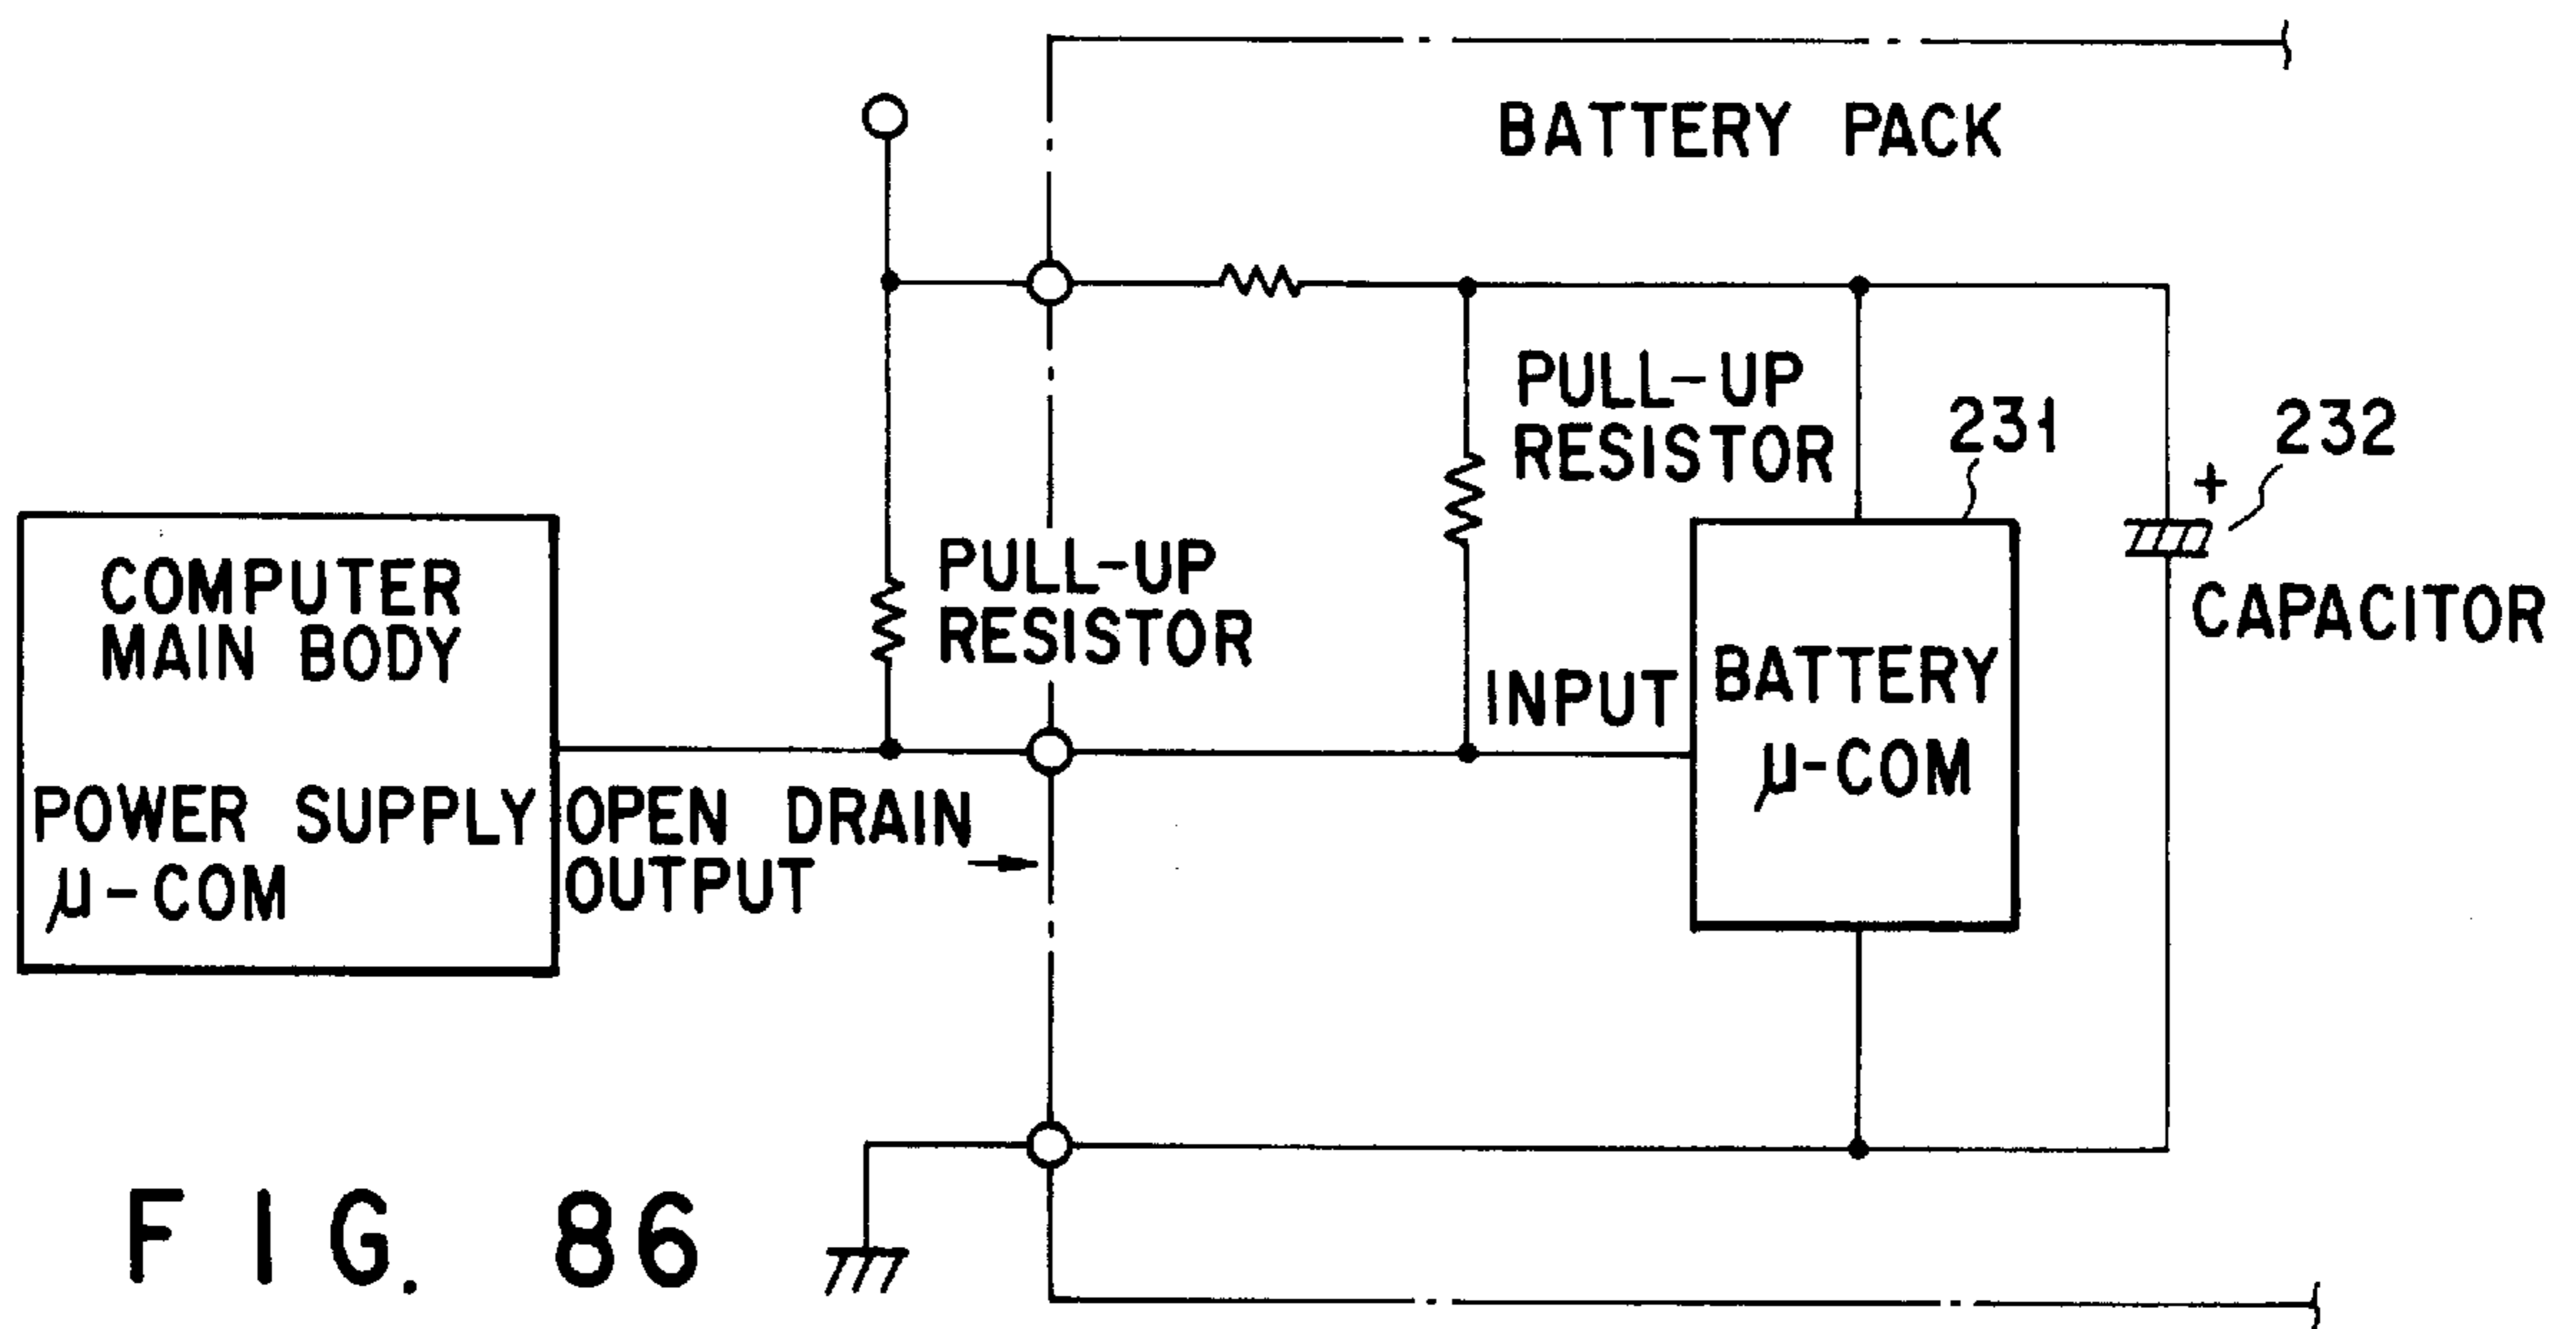 BATTERY PACK
PULL-UP
RESISTOR
231
232
+
COMPUTER
MAIN BODY
PULL-UP
RESISTOR
CAPACITOR
INPUT
BATTERY
μ-COM
POWER SUPPLY
μ-COM
OPEN DRAIN
OUTPUT
FIG. 86